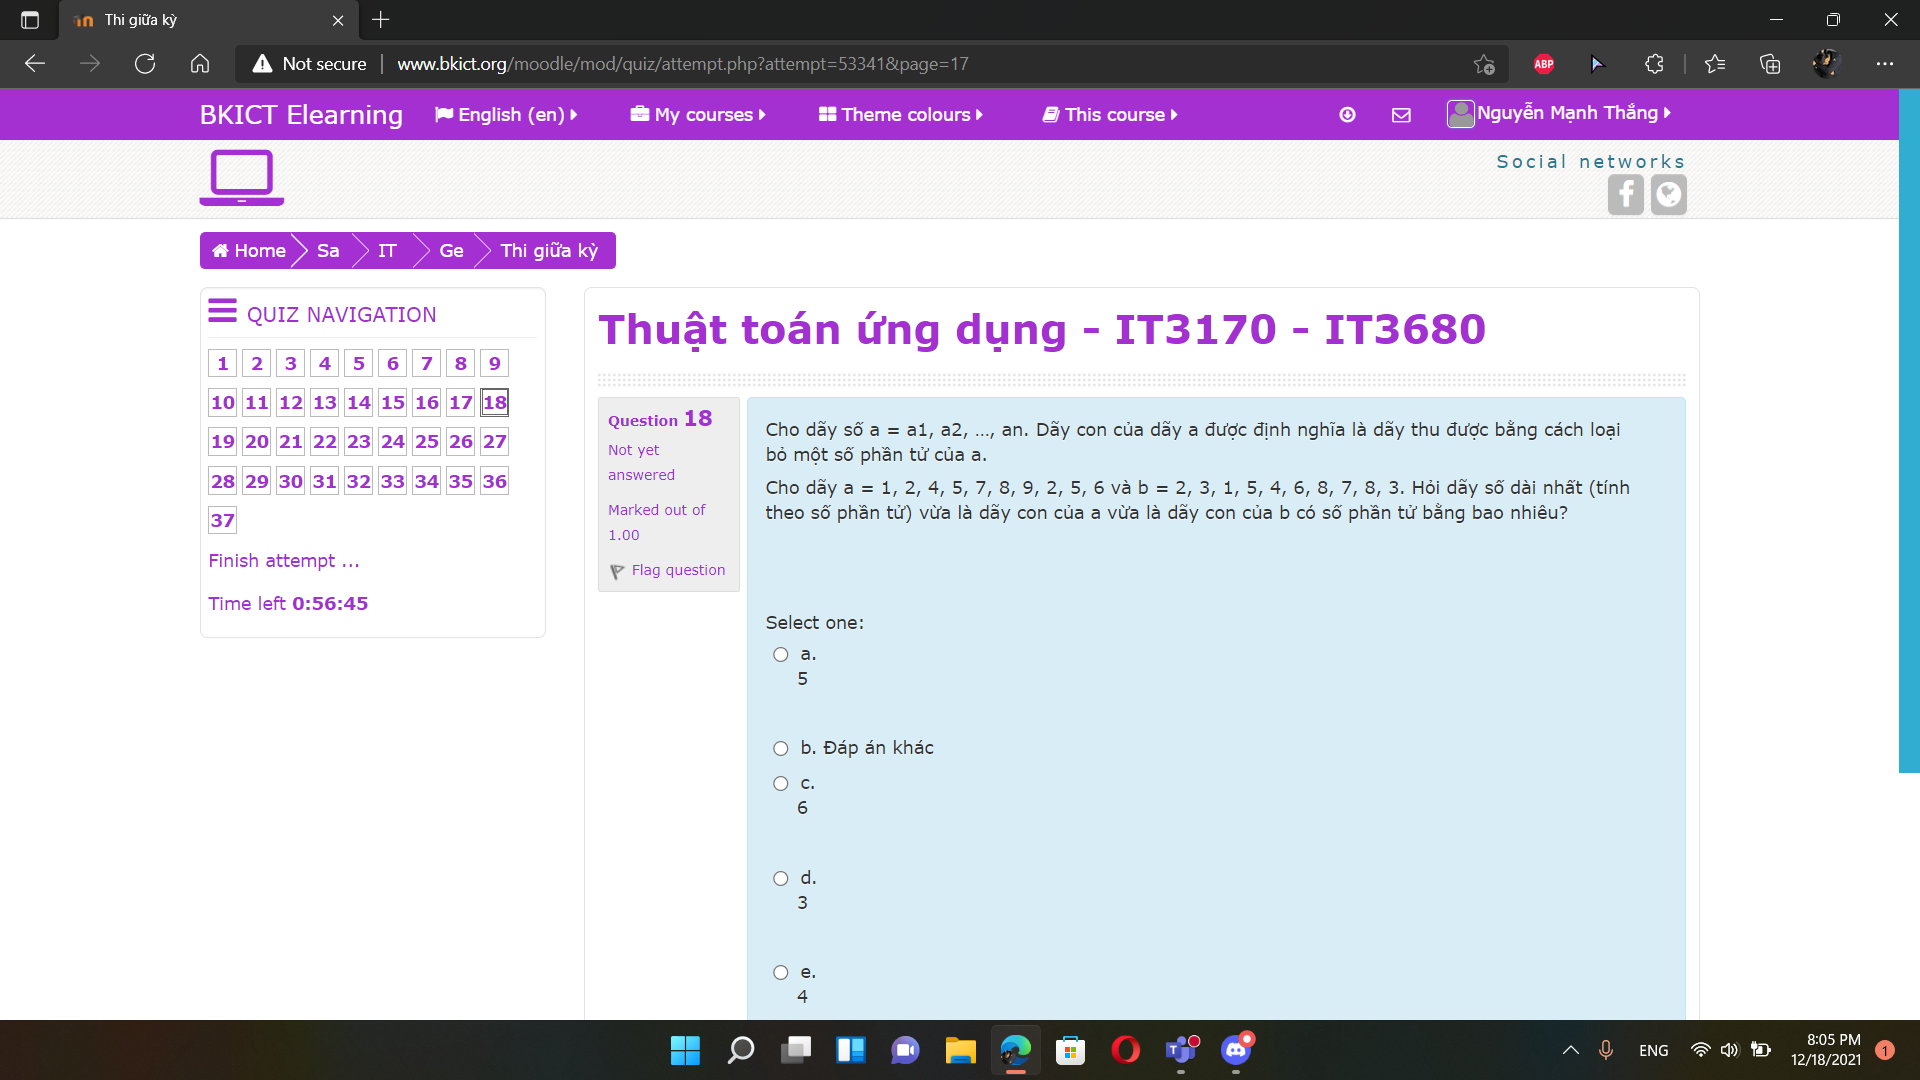 Thi giữa kỳ
Not secure
www.bkict.org/moodle/mod/quiz/attempt.php?attempt=53341&page=17
ABP
BKICT Elearning
English (en)
My courses
Theme colours
This course
Nguyễn Mạnh Thắng
Social networks
Home
Sa
IT
Ge
Thi giữa kỳ
QUIZ NAVIGATION
1 2 3 4 5 6 7 8 9
10 11 12 13 14 15 16 17 18
19 20 21 22 23 24 25 26 27
28 29 30 31 32 33 34 35 36
37
Finish attempt ...
Time left 0:56:45
Thuật toán ứng dụng - IT3170 - IT3680
Question 18
Not yet
answered
Marked out of
1.00
Flag question
Cho dãy số a = a1, a2, ..., an. Dãy con của dãy a được định nghĩa là dãy thu được bằng cách loại
bỏ một số phần tử của a.
Cho dãy a = 1, 2, 4, 5, 7, 8, 9, 2, 5, 6 và b = 2, 3, 1, 5, 4, 6, 8, 7, 8, 3. Hỏi dãy số dài nhất (tính
theo số phần tử) vừa là dãy con của a vừa là dãy con của b có số phần tử bằng bao nhiêu?
Select one:
a.
5
b. Đáp án khác
c.
6
d.
3
e.
4
ENG
8:05 PM
12/18/2021
1